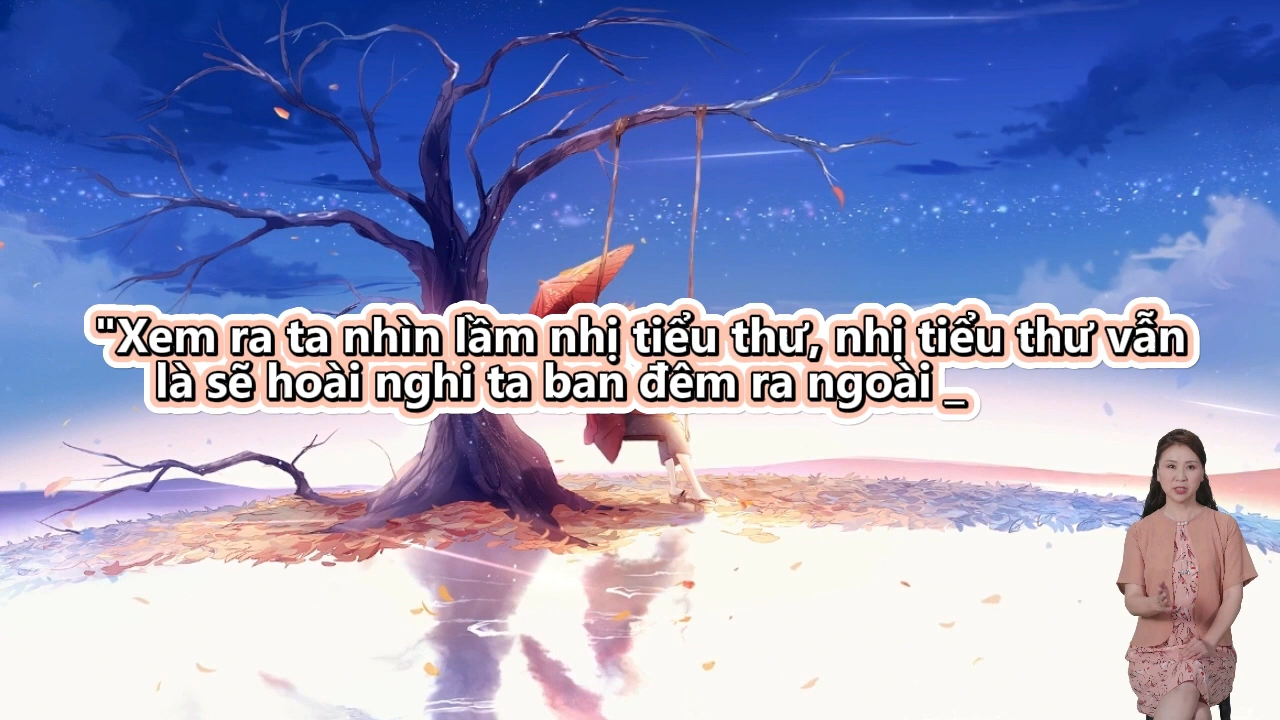 "Xem ra ta nhìn lầm nhị tiểu thư, nhị tiểu thư vẫn
là sẽ hoài nghi ta ban đêm ra ngoài _